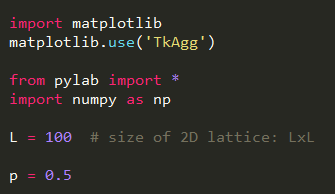 import matplotlib
matplotlib.use('TkAgg')
from pylab import *
import numpy as np
L = 100  # size of 2D lattice: LxL
p = 0.5